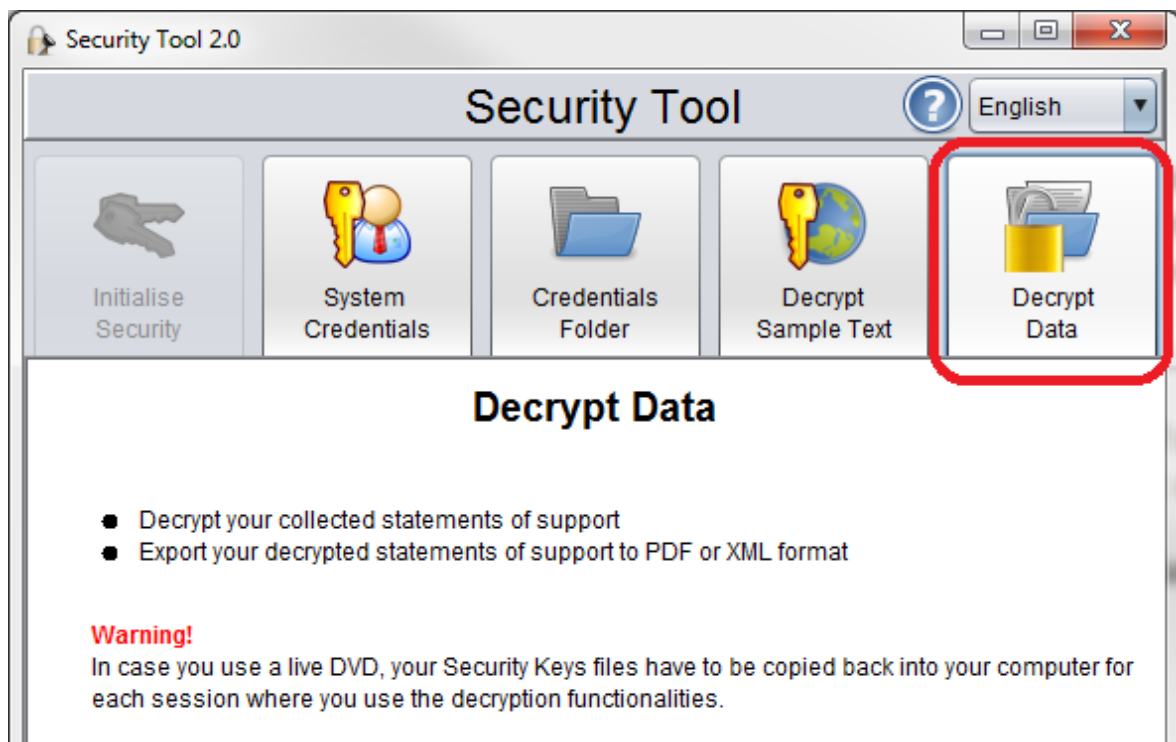 Security Tool 2.0
Security Tool
English
Initialise
Security
System
Credentials
Credentials
Folder
Decrypt
Sample Text
Decrypt
Data
Decrypt Data
Decrypt your collected statements of support
Export your decrypted statements of support to PDF or XML format
Warning!
In case you use a live DVD, your Security Keys files have to be copied back into your computer for
each session where you use the decryption functionalities.